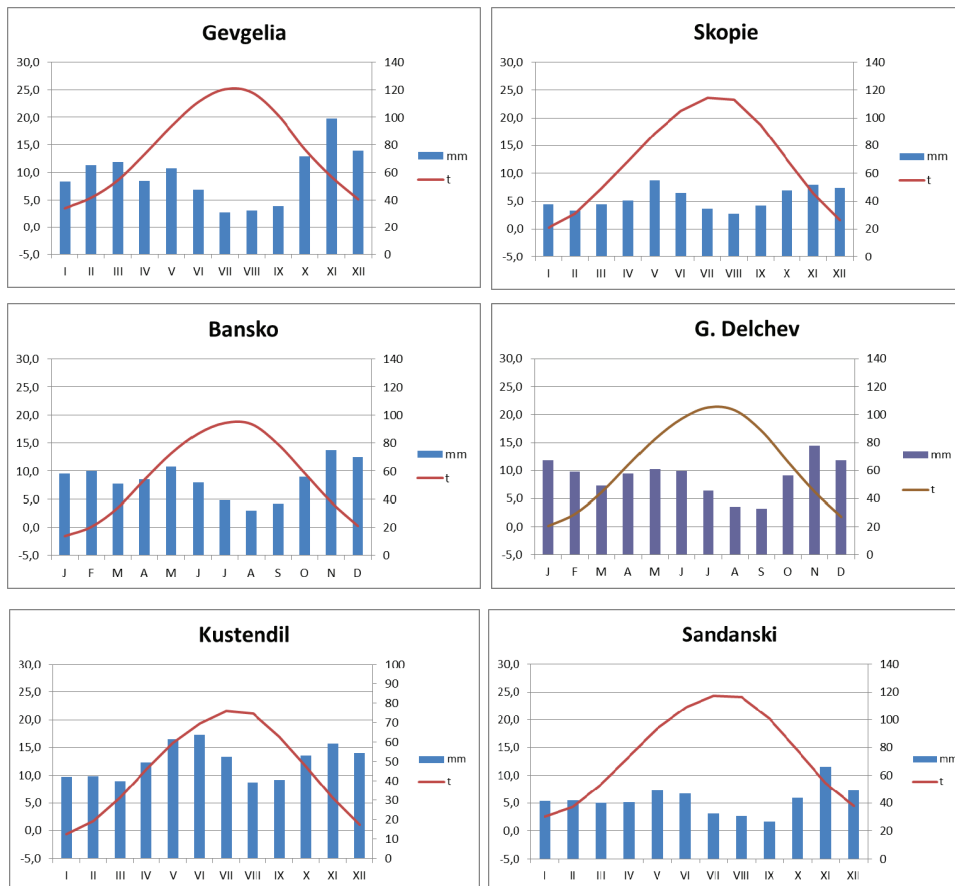 Gevgelia
30,0 140
25,0 120
20,0 100
15,0 80
10,0 60
5,0 40
0,0 20
-5,0 0
mm
t
I II III IV V VI VII VIII IX X XI XII
Skopie
30,0 140
25,0 120
20,0 100
15,0 80
10,0 60
5,0 40
0,0 20
-5,0 0
mm
t
I II III IV V VI VII VIII IX X XI XII
Bansko
30,0 140
25,0 120
20,0 100
15,0 80
10,0 60
5,0 40
0,0 20
-5,0 0
mm
t
J F M A M J J A S O N D
G. Delchev
30,0 140
25,0 120
20,0 100
15,0 80
10,0 60
5,0 40
0,0 20
-5,0 0
mm
t
J F M A M J J A S O N D
Kustendil
30,0 100
90
25,0 80
20,0 70
15,0 60
50
10,0 40
5,0 30
0,0 20
10
-5,0 0
mm
t
I II III IV V VI VII VIII IX X XI XII
Sandanski
30,0 140
25,0 120
20,0 100
15,0 80
10,0 60
5,0 40
0,0 20
-5,0 0
mm
t
I II III IV V VI VII VIII IX X XI XII